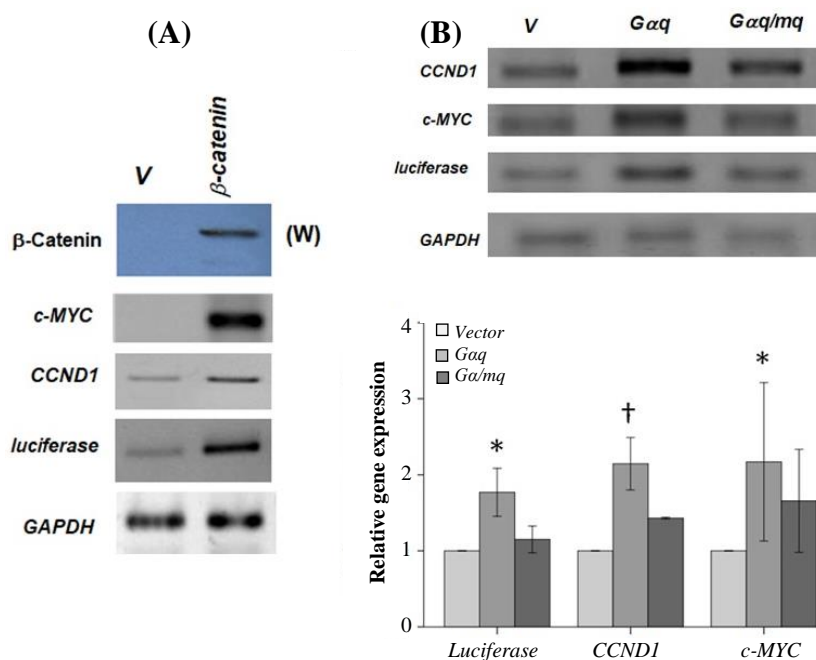 (A)
V
β-catenin
β-Catenin
(W)
c-MYC
CCND1
luciferase
GAPDH
(B)
V Gαq Gαq/mq
CCND1
c-MYC
luciferase
GAPDH
Relative gene expression
4
3
2
1
0
Vector
Gαq
Gα/mq
*
†
*
Luciferase CCND1 c-MYC